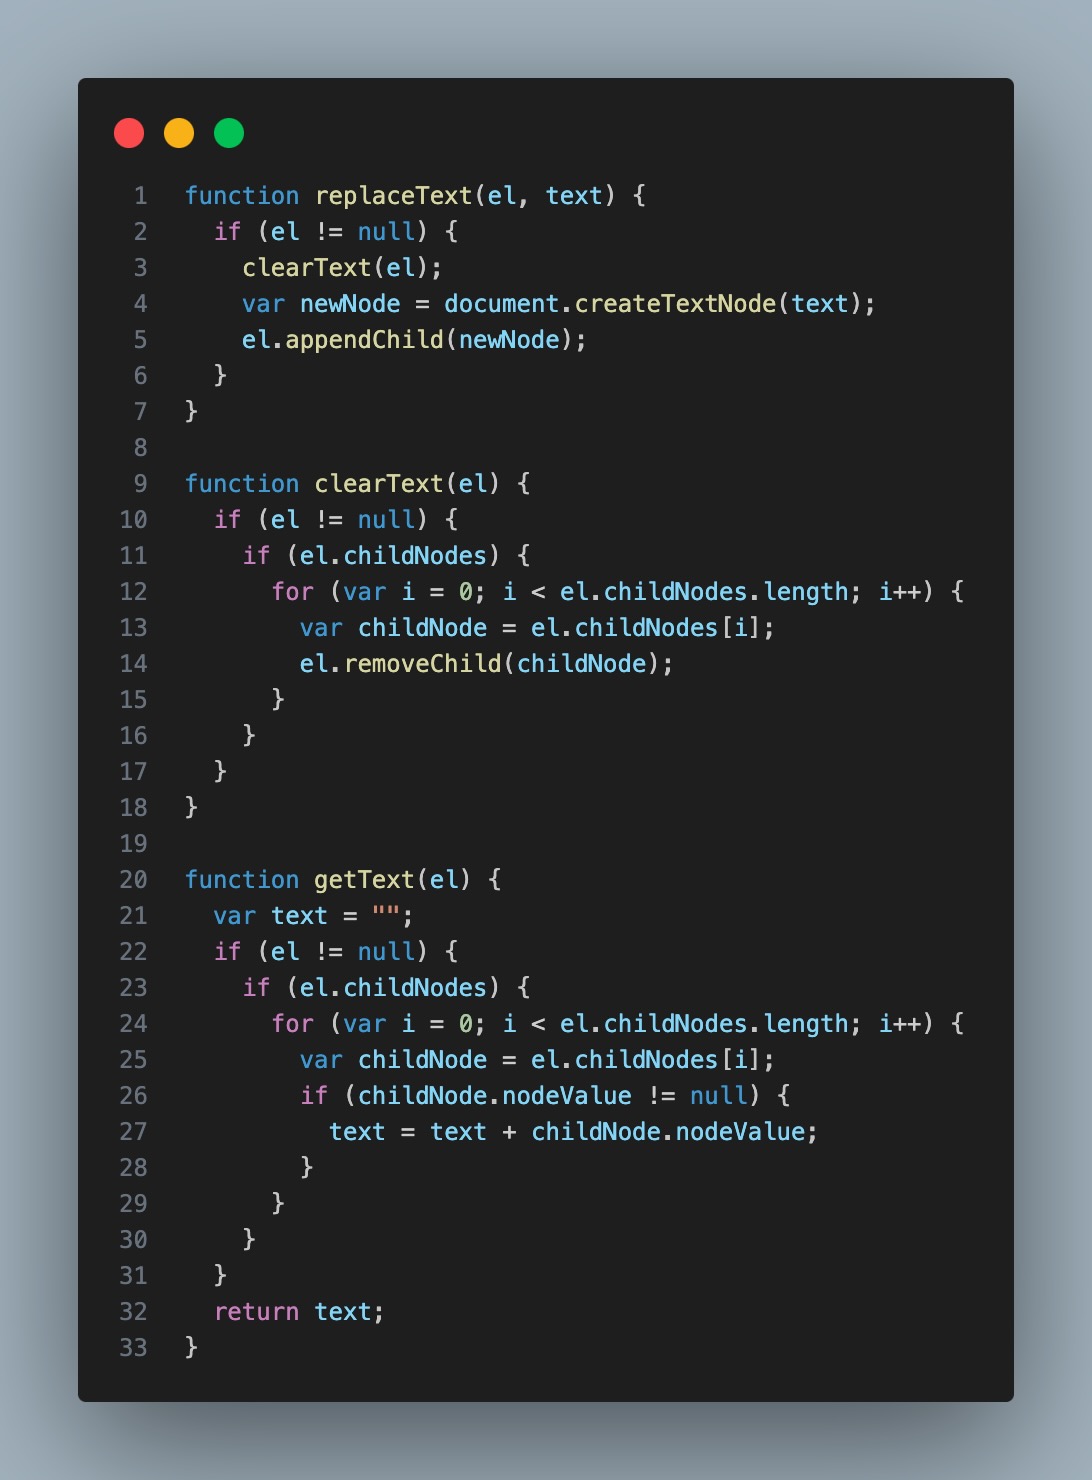 1 function replaceText(el, text) {
2   if (el != null) {
3     clearText(el);
4     var newNode = document.createTextNode(text);
5     el.appendChild(newNode);
6   }
7 }
8
9 function clearText(el) {
10   if (el != null) {
11     if (el.childNodes) {
12       for (var i = 0; i < el.childNodes.length; i++) {
13         var childNode = el.childNodes[i];
14         el.removeChild(childNode);
15       }
16     }
17   }
18 }
19
20 function getText(el) {
21   var text = "";
22   if (el != null) {
23     if (el.childNodes) {
24       for (var i = 0; i < el.childNodes.length; i++) {
25         var childNode = el.childNodes[i];
26         if (childNode.nodeValue != null) {
27           text = text + childNode.nodeValue;
28         }
29       }
30     }
31   }
32   return text;
33 }